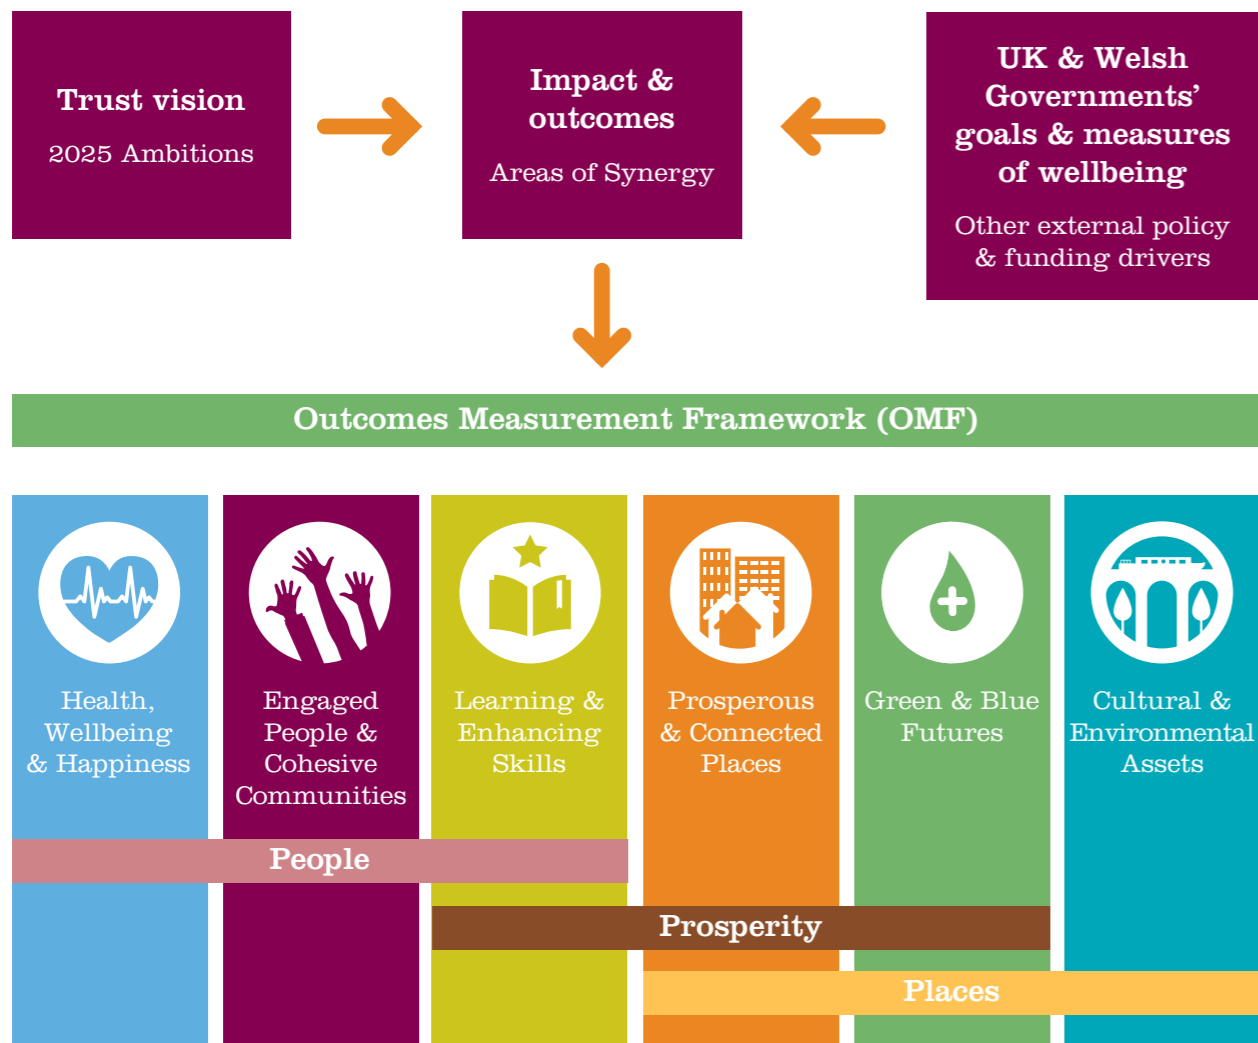 Trust vision
2025 Ambitions
Impact &
outcomes
Areas of Synergy
UK & Welsh
Governments’
goals & measures
of wellbeing
Other external policy
& funding drivers
Outcomes Measurement Framework (OMF)
Health,
Wellbeing
& Happiness
Engaged
People &
Cohesive
Communities
Learning &
Enhancing
Skills
Prosperous
& Connected
Places
Green & Blue
Futures
Cultural &
Environmental
Assets
People
Prosperity
Places